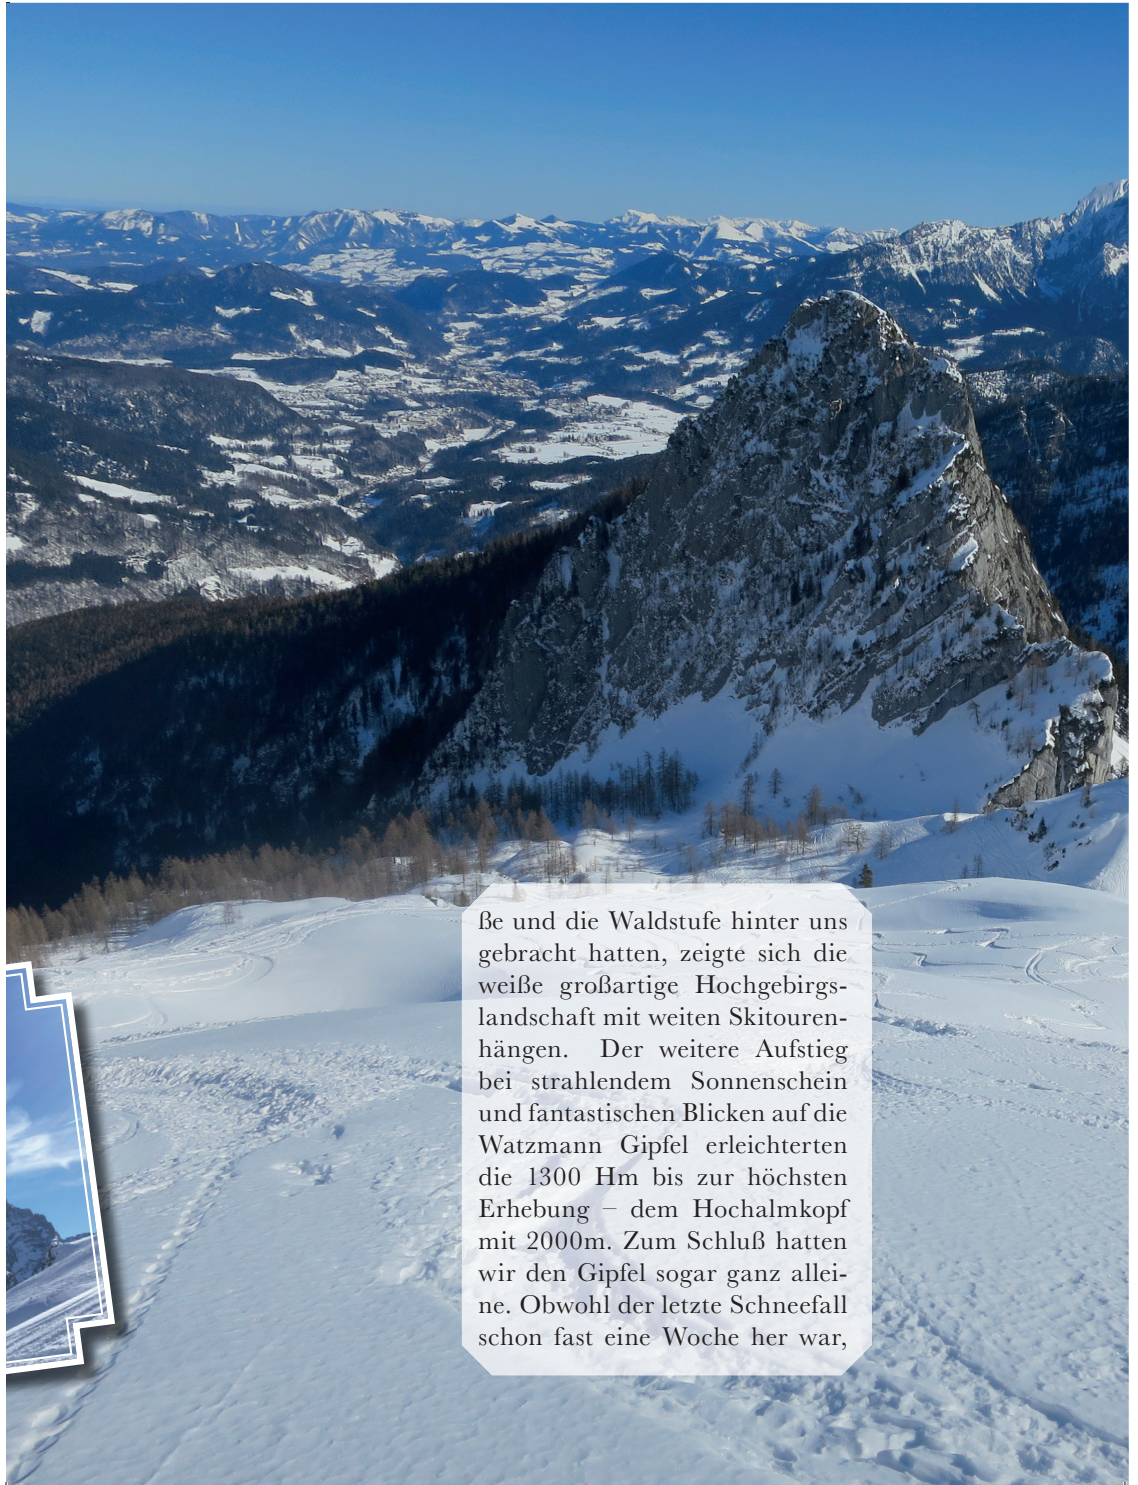 ße und die Waldstufe hinter uns
gebracht hatten, zeigte sich die
weiße großartige Hochgebirgs-
landschaft mit weiten Skitouren-
hängen. Der weitere Aufstieg
bei strahlendem Sonnenschein
und fantastischen Blicken auf die
Watzmann Gipfel erleichterten
die 1300 Hm bis zur höchsten
Erhebung – dem Hochalmkopf
mit 2000m. Zum Schluß hatten
wir den Gipfel sogar ganz allei-
ne. Obwohl der letzte Schneefall
schon fast eine Woche her war,